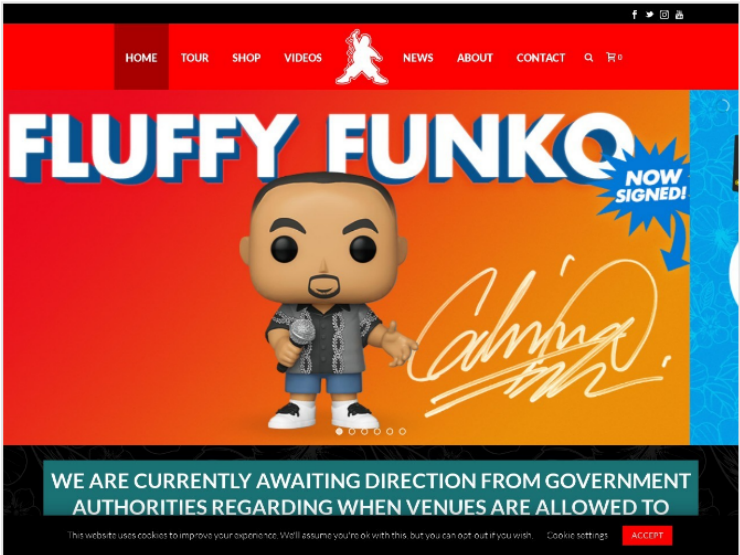 HOME TOUR SHOP VIDEOS NEWS ABOUT CONTACT 0
FLUFFY FUNKO
NOW
SIGNED!
WE ARE CURRENTLY AWAITING DIRECTION FROM GOVERNMENT
AUTHORITIES REGARDING WHEN VENUES ARE ALLOWED TO
This website uses cookies to improve your experience. We'll assume you're ok with this, but you can opt-out if you wish. Cookie settings ACCEPT